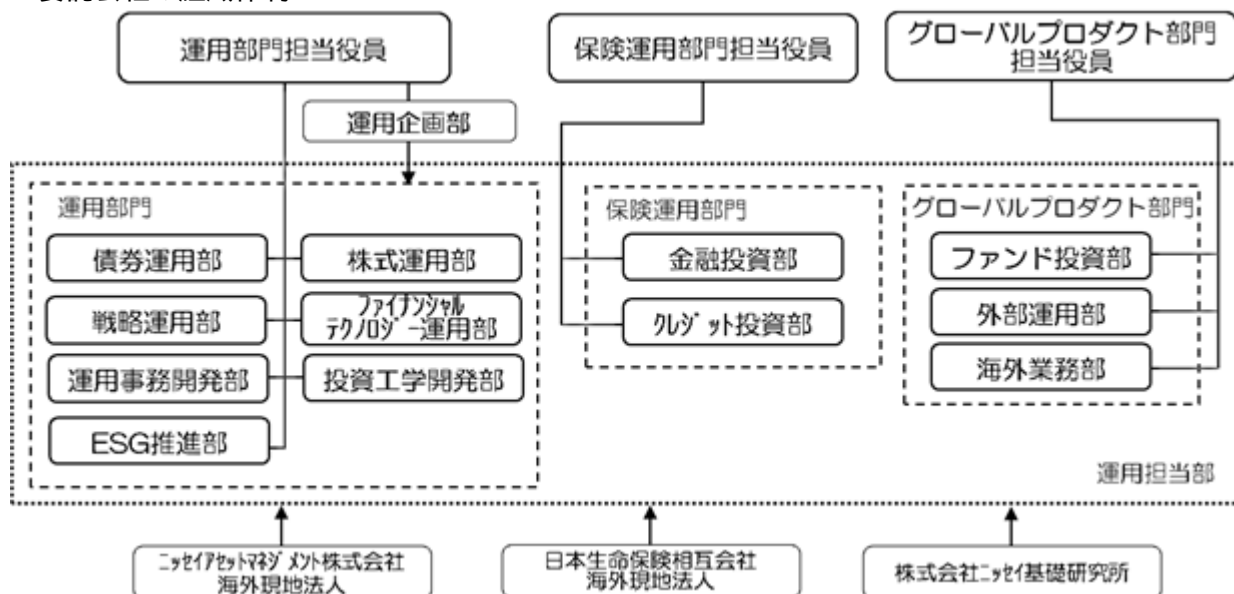 運用部門担当役員
保険運用部門担当役員
グローバルプロダクト部門
担当役員
運用企画部
運用部門
保険運用部門
グローバルプロダクト部門
債券運用部
株式運用部
金融投資部
ファンド投資部
戦略運用部
ファイナンシャル
テクノロジー運用部
クレジット投資部
外部運用部
運用事務開発部
投資工学開発部
海外業務部
ESG推進部
運用担当部
ニッセイアセットマネジメント株式会社
海外現地法人
日本生命保険相互会社
海外現地法人
株式会社ニッセイ基礎研究所